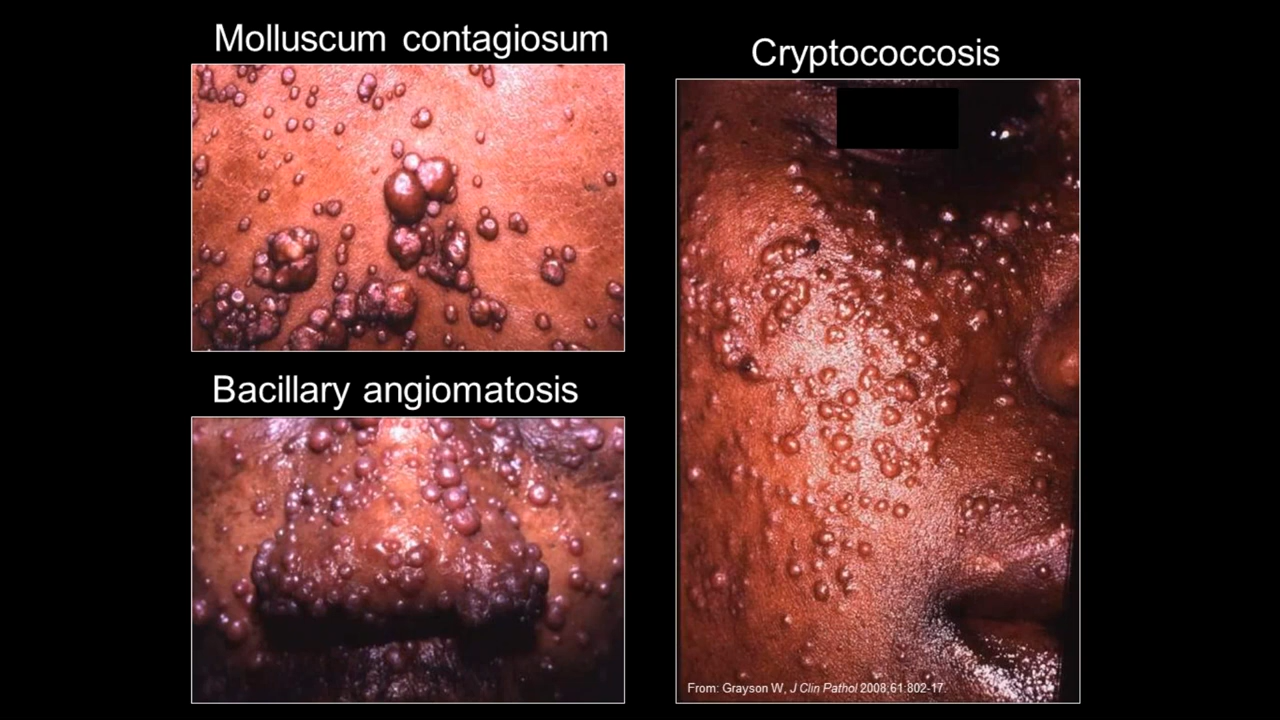 Molluscum contagiosum
Cryptococcosis
Bacillary angiomatosis
From: Grayson W, J Clin Pathol 2008;61:802-17.